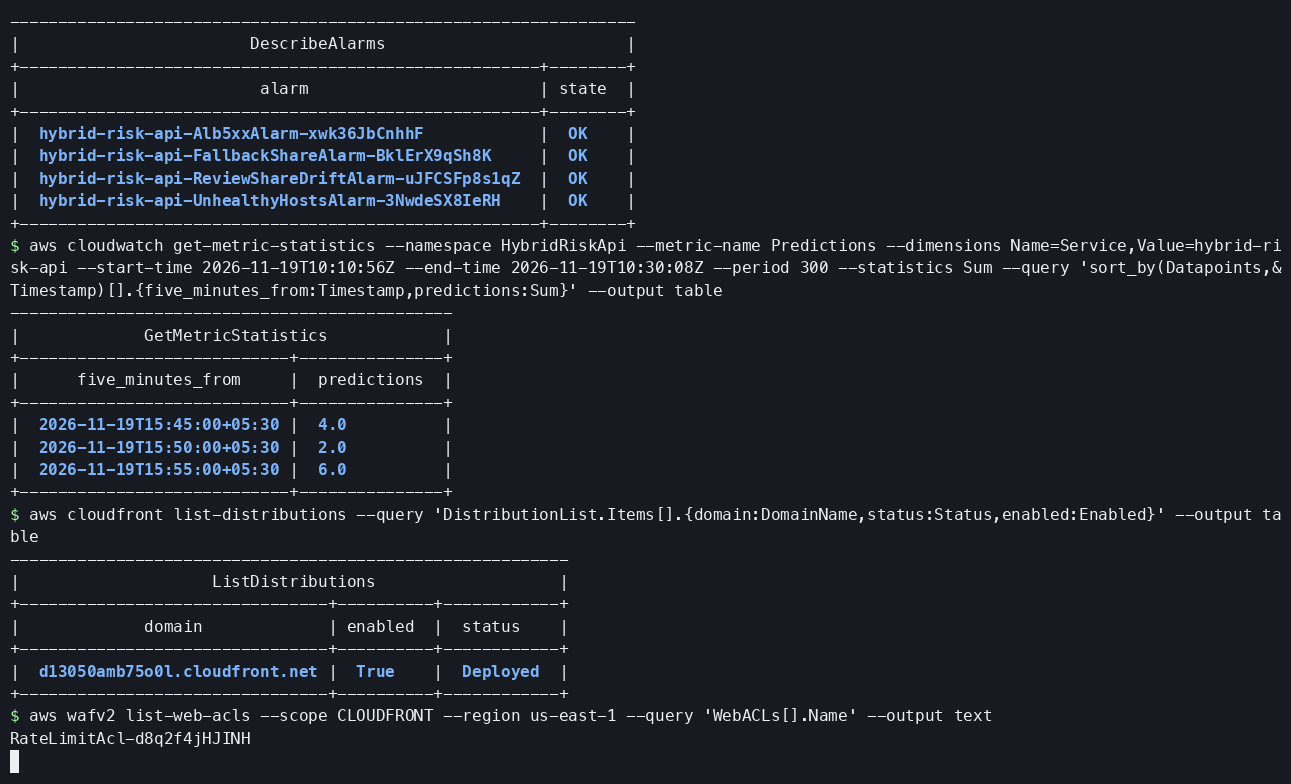 -----------------------------------------------------------------
|                        DescribeAlarms                         |
+------------------------------------------------------+--------+
|                         alarm                        | state  |
+------------------------------------------------------+--------+
|  hybrid-risk-api-Alb5xxAlarm-xwk36JbCnhhF            |  OK    |
|  hybrid-risk-api-FallbackShareAlarm-BklErX9qSh8K     |  OK    |
|  hybrid-risk-api-ReviewShareDriftAlarm-uJFCSFp8s1qZ  |  OK    |
|  hybrid-risk-api-UnhealthyHostsAlarm-3NwdeSX8IeRH    |  OK    |
+------------------------------------------------------+--------+
$ aws cloudwatch get-metric-statistics --namespace HybridRiskApi --metric-name Predictions --dimensions Name=Service,Value=hybrid-ri
sk-api --start-time 2026-11-19T10:10:56Z --end-time 2026-11-19T10:30:08Z --period 300 --statistics Sum --query 'sort_by(Datapoints,&
Timestamp)[].{five_minutes_from:Timestamp,predictions:Sum}' --output table
----------------------------------------------
|             GetMetricStatistics            |
+----------------------------+---------------+
|      five_minutes_from     |  predictions  |
+----------------------------+---------------+
|  2026-11-19T15:45:00+05:30 |  4.0          |
|  2026-11-19T15:50:00+05:30 |  2.0          |
|  2026-11-19T15:55:00+05:30 |  6.0          |
+----------------------------+---------------+
$ aws cloudfront list-distributions --query 'DistributionList.Items[].{domain:DomainName,status:Status,enabled:Enabled}' --output ta
ble
----------------------------------------------------------
|                    ListDistributions                   |
+--------------------------------+----------+------------+
|             domain             | enabled  |  status    |
+--------------------------------+----------+------------+
|  d13050amb75o0l.cloudfront.net |  True    |  Deployed  |
+--------------------------------+----------+------------+
$ aws wafv2 list-web-acls --scope CLOUDFRONT --region us-east-1 --query 'WebACLs[].Name' --output text
RateLimitAcl-d8q2f4jHJINH